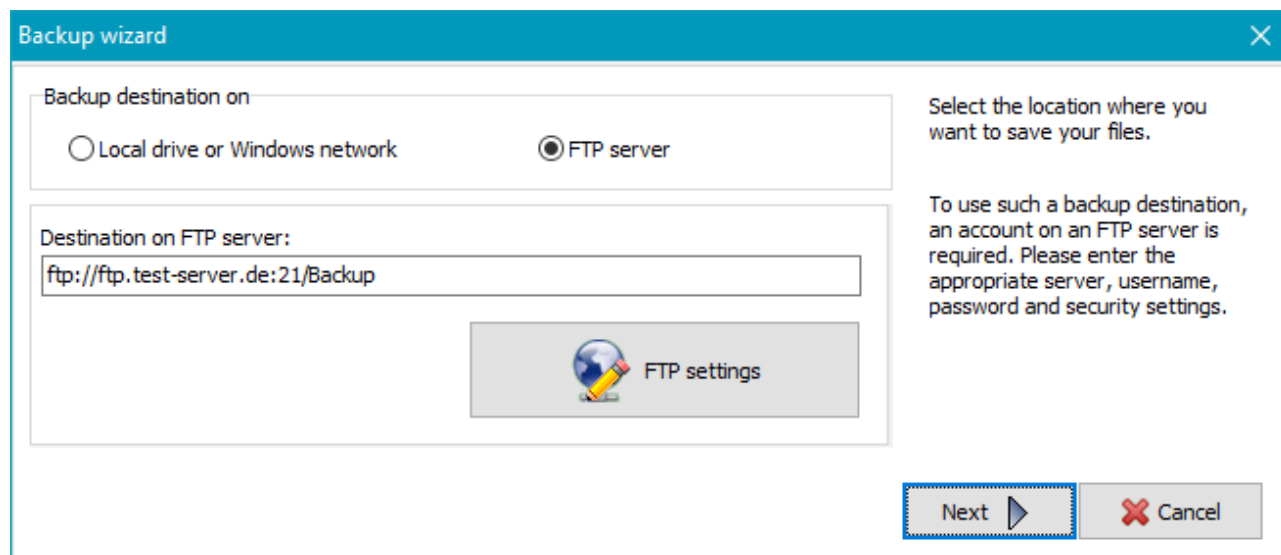 Backup wizard
Backup destination on
Local drive or Windows network
FTP server
Destination on FTP server:
ftp://ftp.test-server.de:21/Backup
FTP settings
Select the location where you
want to save your files.
To use such a backup destination,
an account on an FTP server is
required. Please enter the
appropriate server, username,
password and security settings.
Next
Cancel